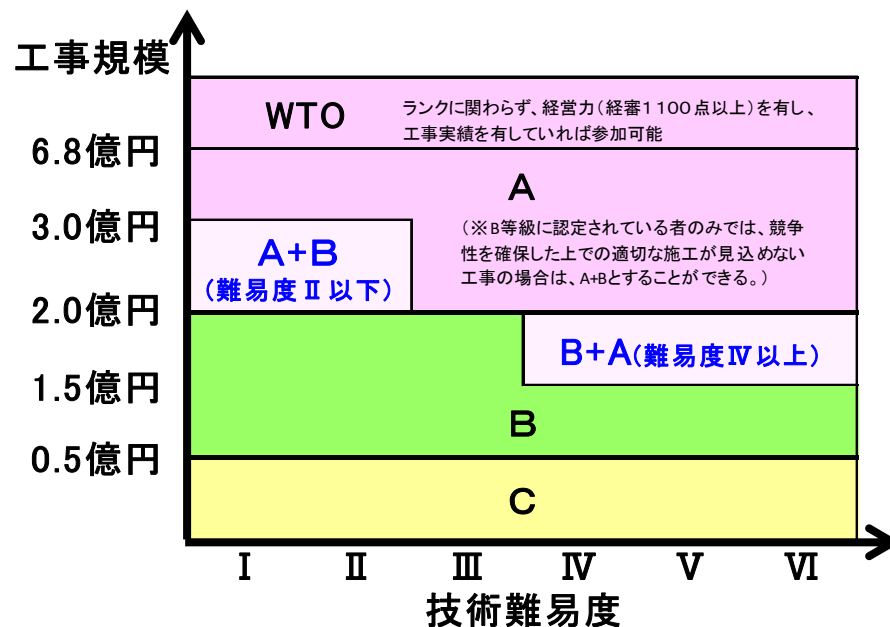 工事規模
WTO
ランクに関わらず、経営力（経審1100点以上）を有し、
工事実績を有していれば参加可能
6.8億円
A
3.0億円
（※B等級に認定されている者のみでは、競争
性を確保した上での適切な施工が見込めない
工事の場合は、A+Bとすることができる。）
A+B
（難易度Ⅱ以下）
2.0億円
B+A（難易度Ⅳ以上）
1.5億円
B
0.5億円
C
Ⅰ Ⅱ Ⅲ Ⅳ Ⅴ Ⅵ
技術難易度